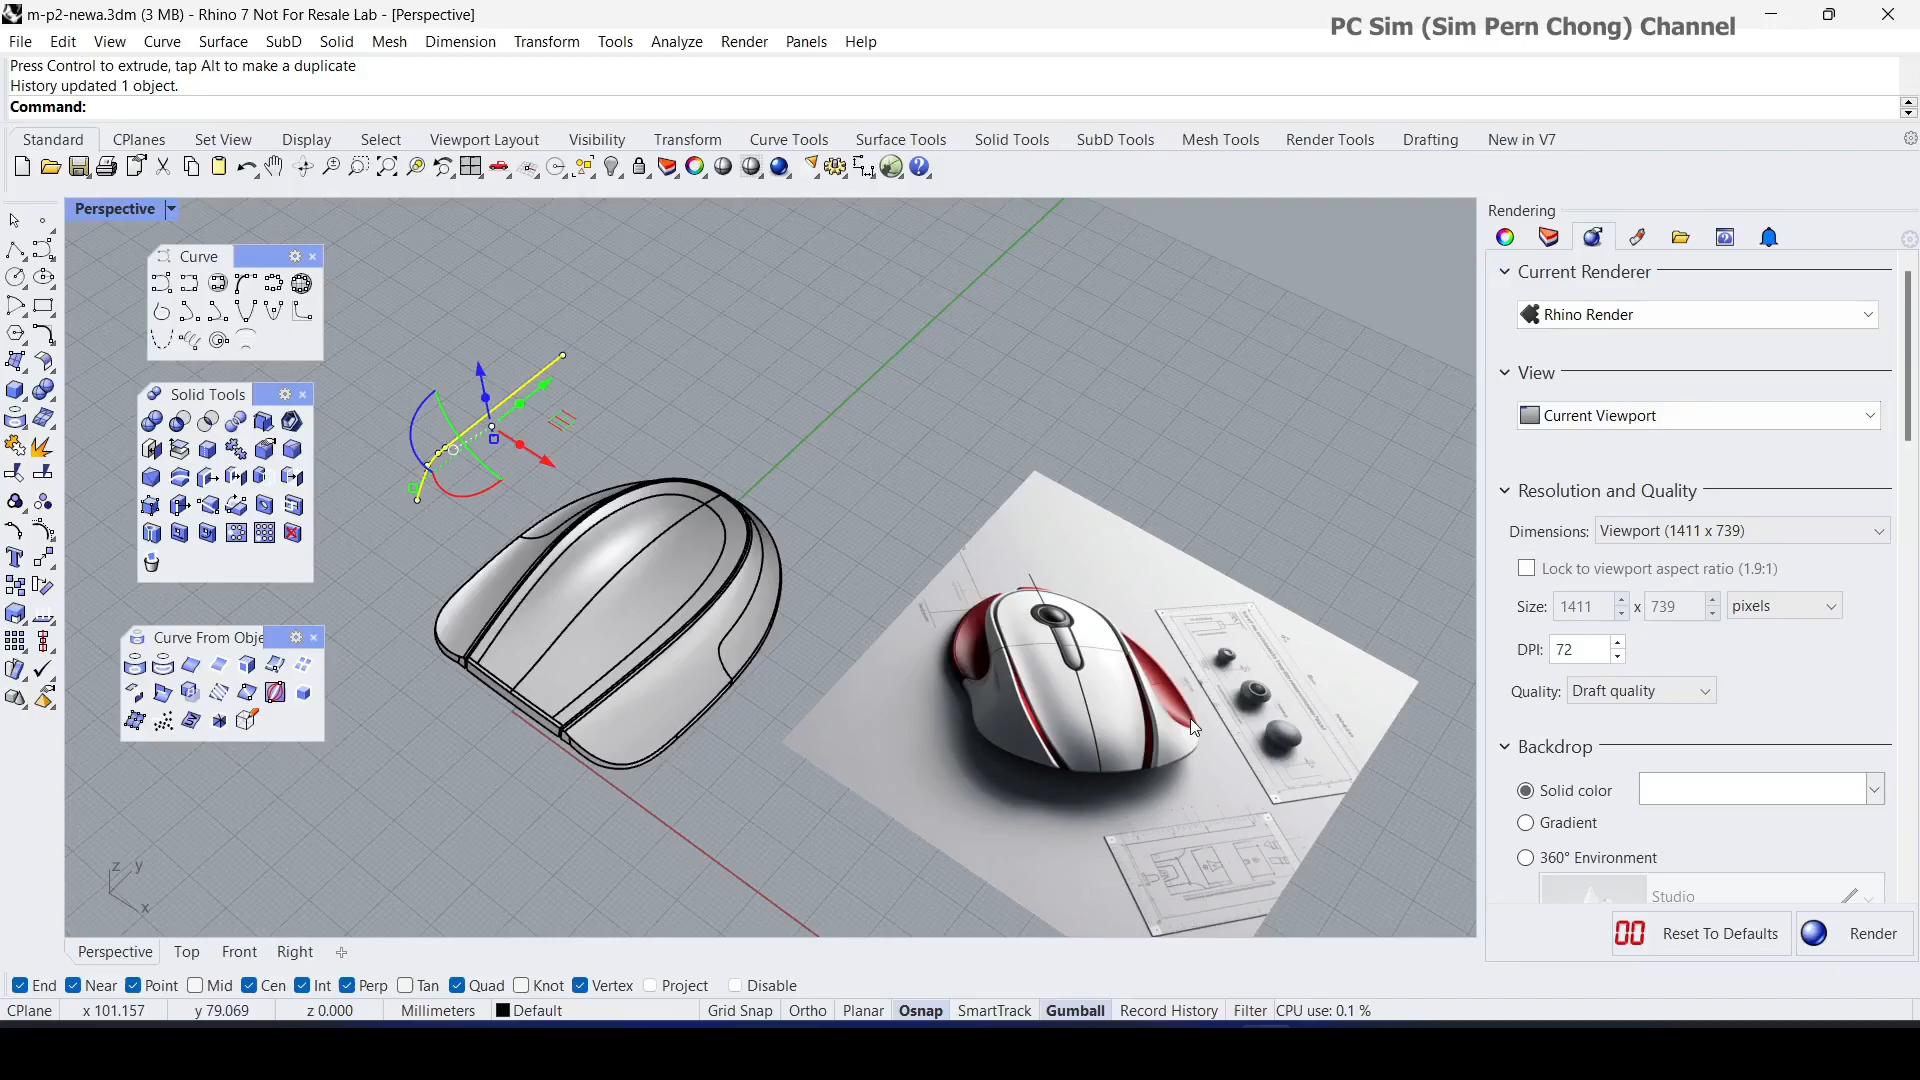 m-p2-newa.3dm (3 MB) - Rhino 7 Not For Resale Lab - [Perspective]
PC Sim (Sim Pern Chong) Channel
File Edit View Curve Surface SubD Solid Mesh Dimension Transform Tools Analyze Render Panels Help
Press Control to extrude, tap Alt to make a duplicate
History updated 1 object.
Command:
Standard CPlanes Set View Display Select Viewport Layout Visibility Transform Curve Tools Surface Tools Solid Tools SubD Tools Mesh Tools Render Tools Drafting New in V7
Perspective
Curve
Solid Tools
Curve From Obje
z y
x
Rendering
Current Renderer
Rhino Render
View
Current Viewport
Resolution and Quality
Dimensions: Viewport (1411 x 739)
Lock to viewport aspect ratio (1.9:1)
Size: 1411 x 739 pixels
DPI: 72
Quality: Draft quality
Backdrop
Solid color
Gradient
360° Environment
Studio
Reset To Defaults Render
Perspective Top Front Right
End Near Point Mid Cen Int Perp Tan Quad Knot Vertex Project Disable
CPlane x 101.157 y 79.069 z 0.000 Millimeters Default Grid Snap Ortho Planar Osnap SmartTrack Gumball Record History Filter CPU use: 0.1 %